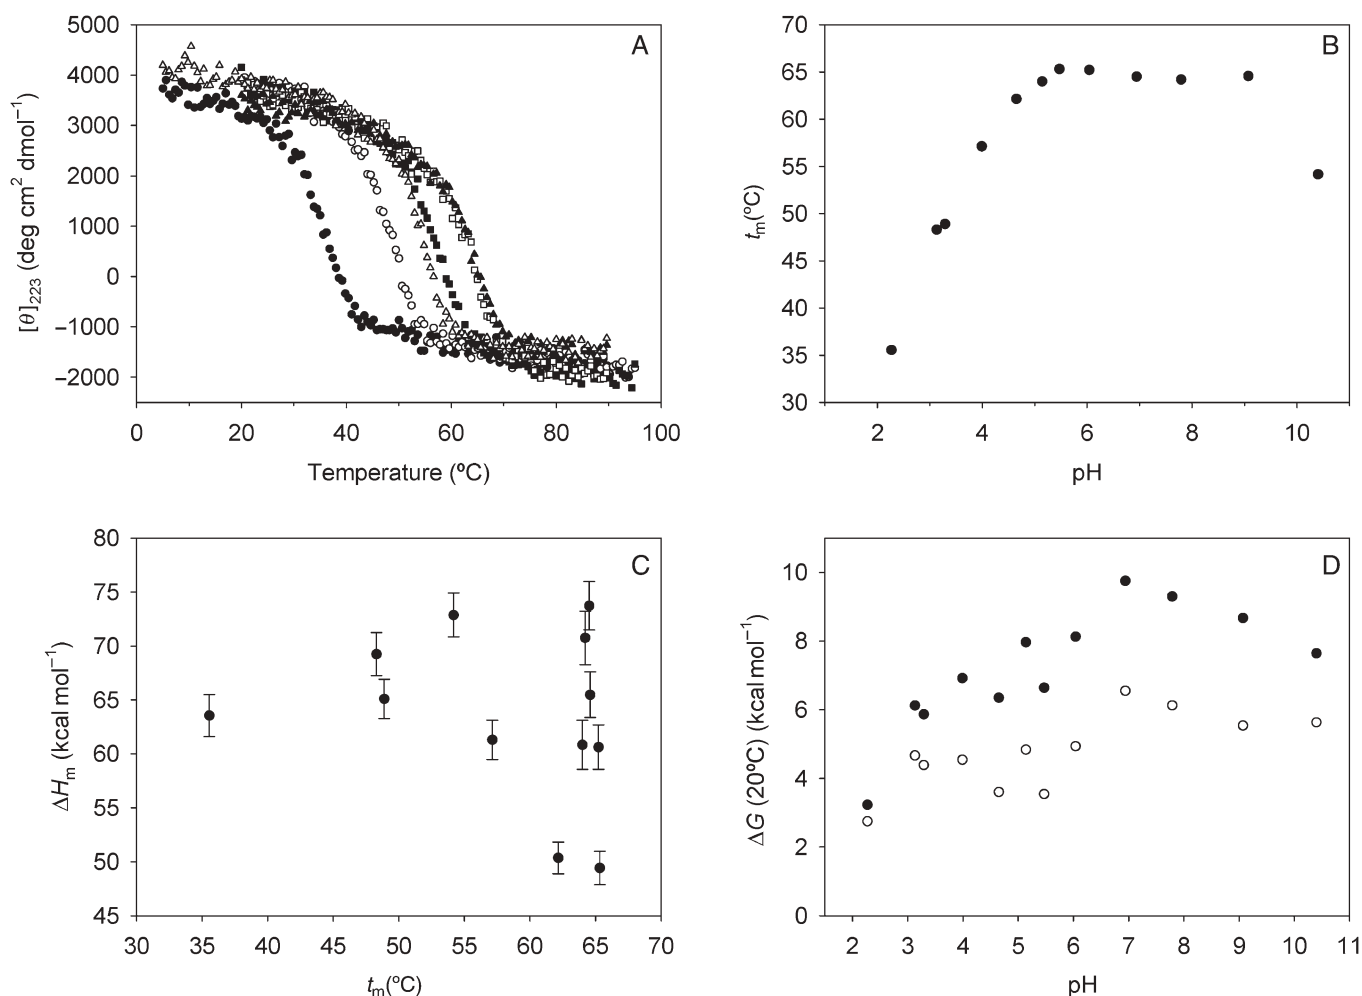 A
5000
4000
3000
2000
1000
0
−1000
−2000
[θ]223 (deg cm² dmol⁻¹)
0 20 40 60 80 100
Temperature (ºC)
B
70
65
60
55
50
45
40
35
30
tm(ºC)
2 4 6 8 10
pH
C
80
75
70
65
60
55
50
45
ΔHm (kcal mol⁻¹)
30 35 40 45 50 55 60 65 70
tm(ºC)
D
10
8
6
4
2
0
ΔG (20ºC) (kcal mol⁻¹)
2 3 4 5 6 7 8 9 10 11
pH